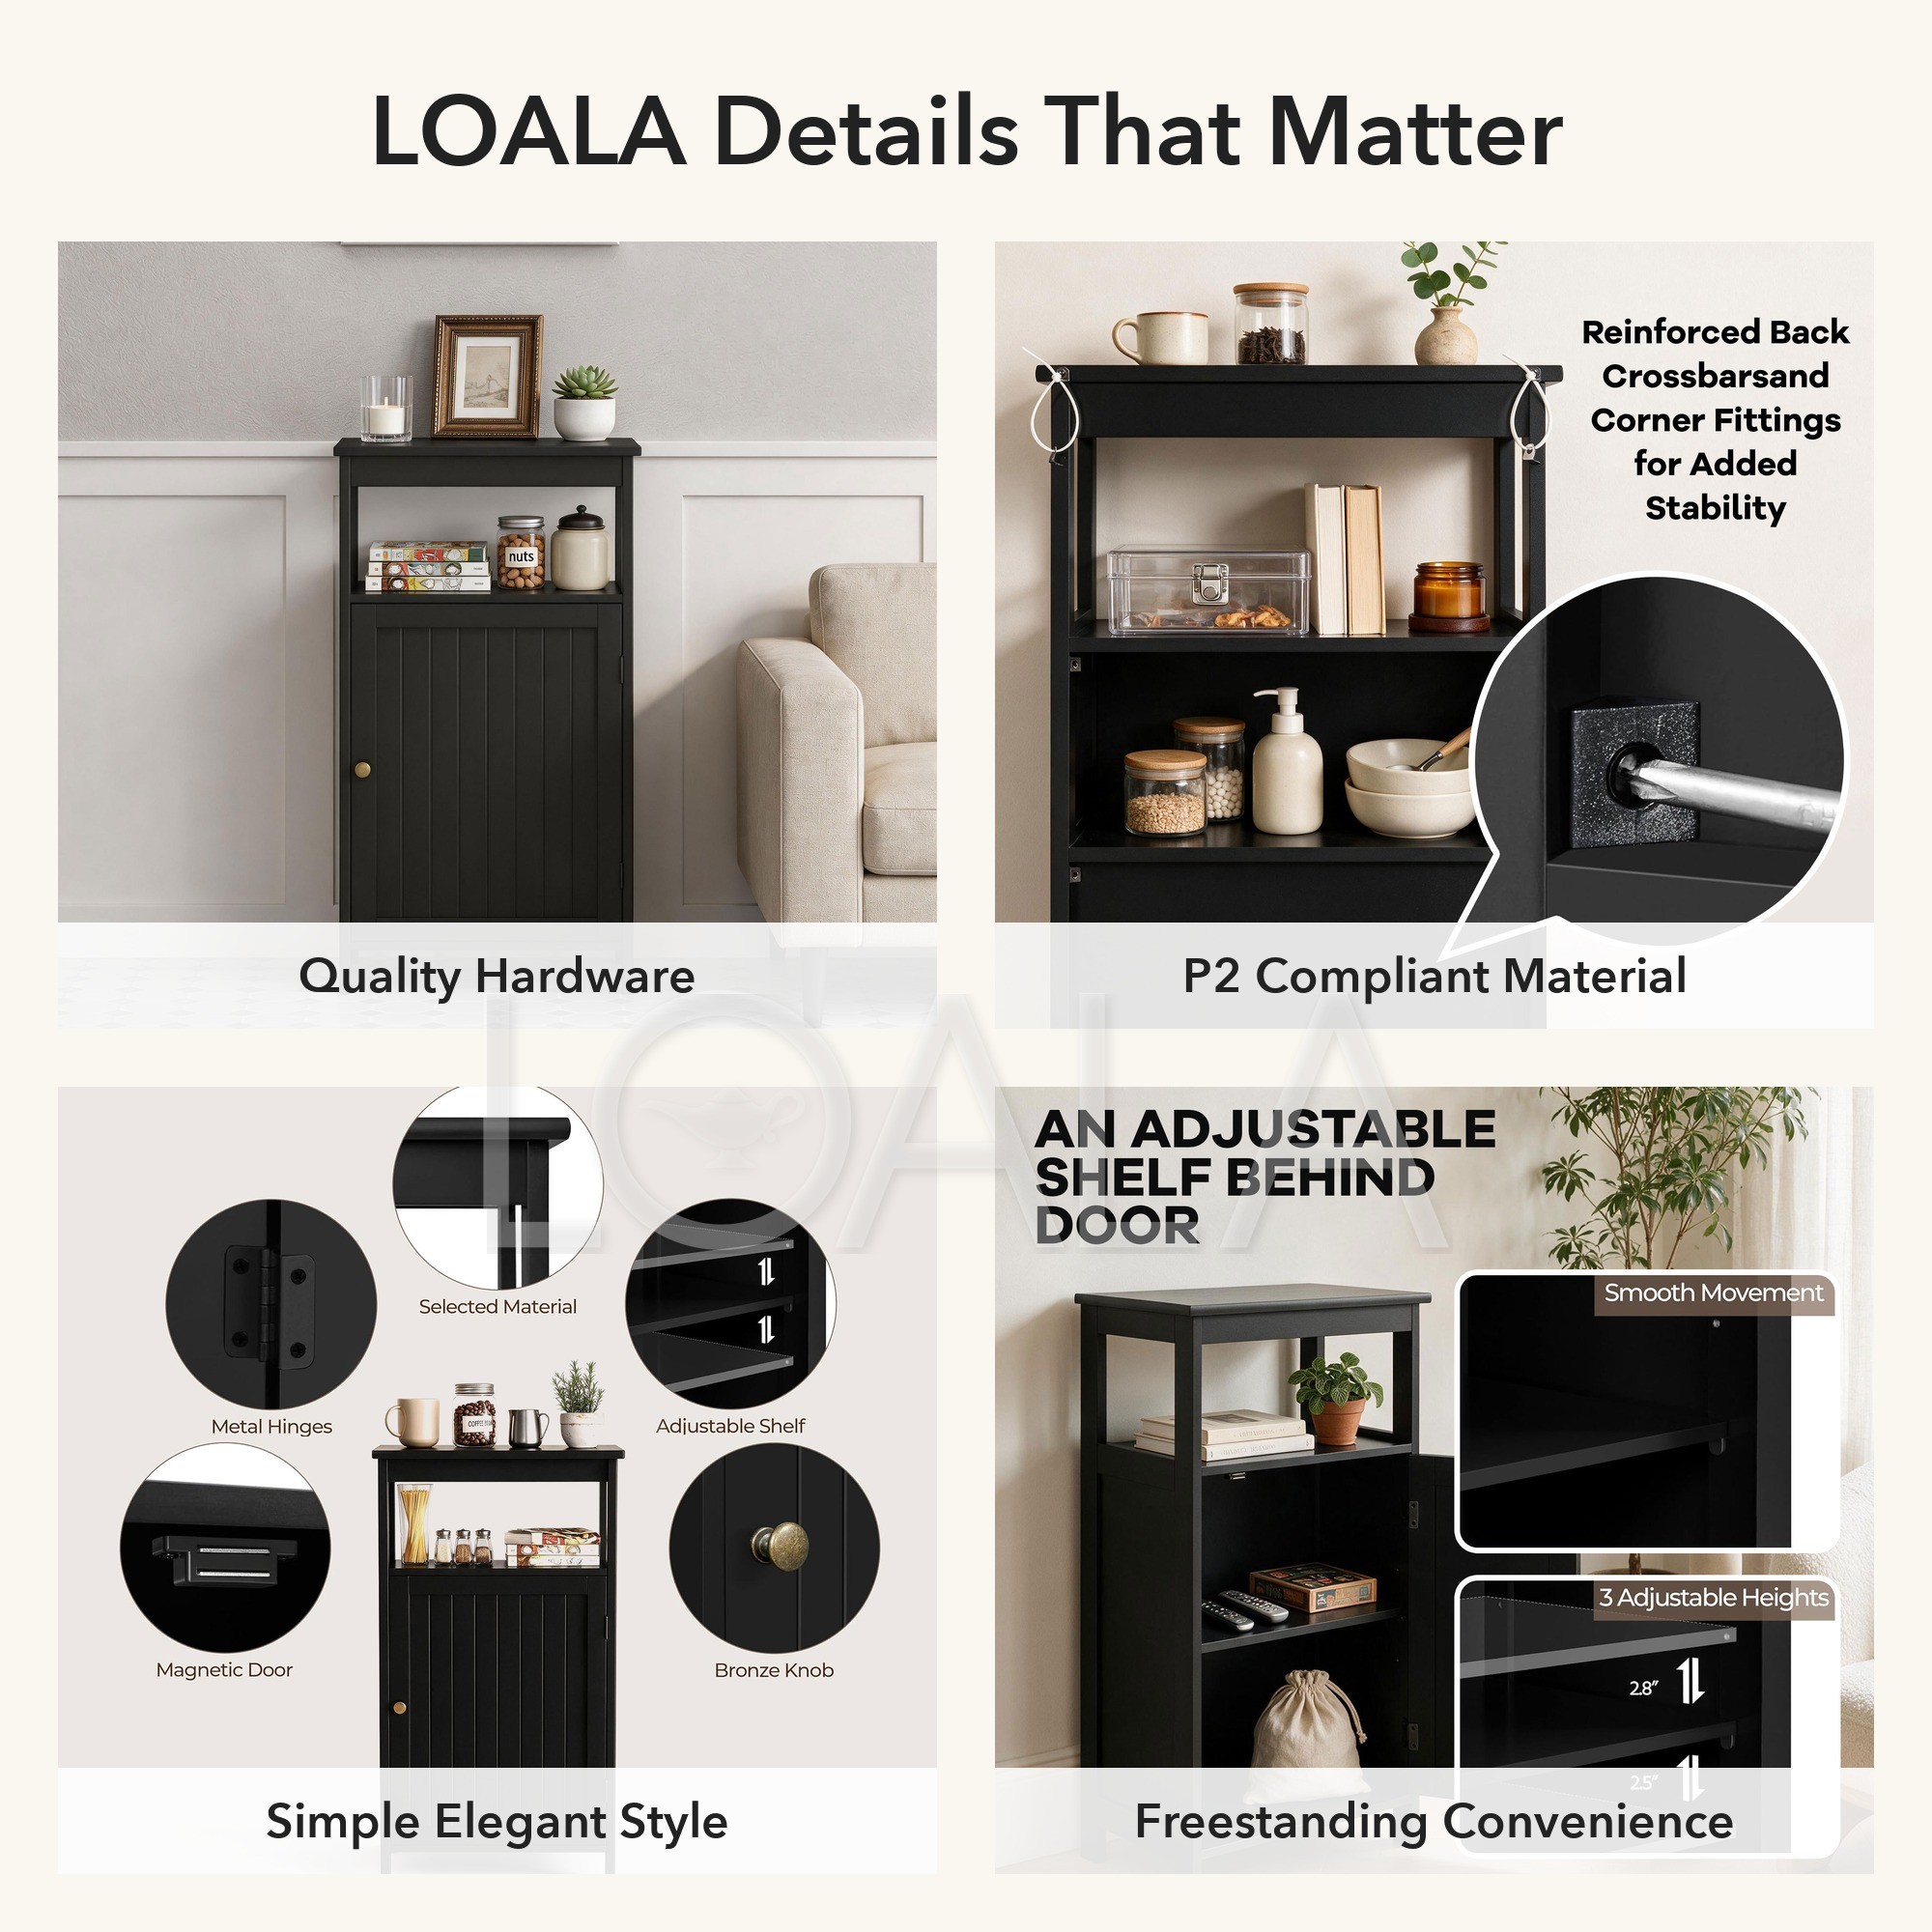 LOALA Details That Matter
nuts
Quality Hardware
Reinforced Back
Crossbarsand
Corner Fittings
for Added
Stability
P2 Compliant Material
LOALA
Selected Material
Metal Hinges
Adjustable Shelf
Magnetic Door
Bronze Knob
Simple Elegant Style
AN ADJUSTABLE
SHELF BEHIND
DOOR
Smooth Movement
3 Adjustable Heights
2.8"
2.5"
Freestanding Convenience